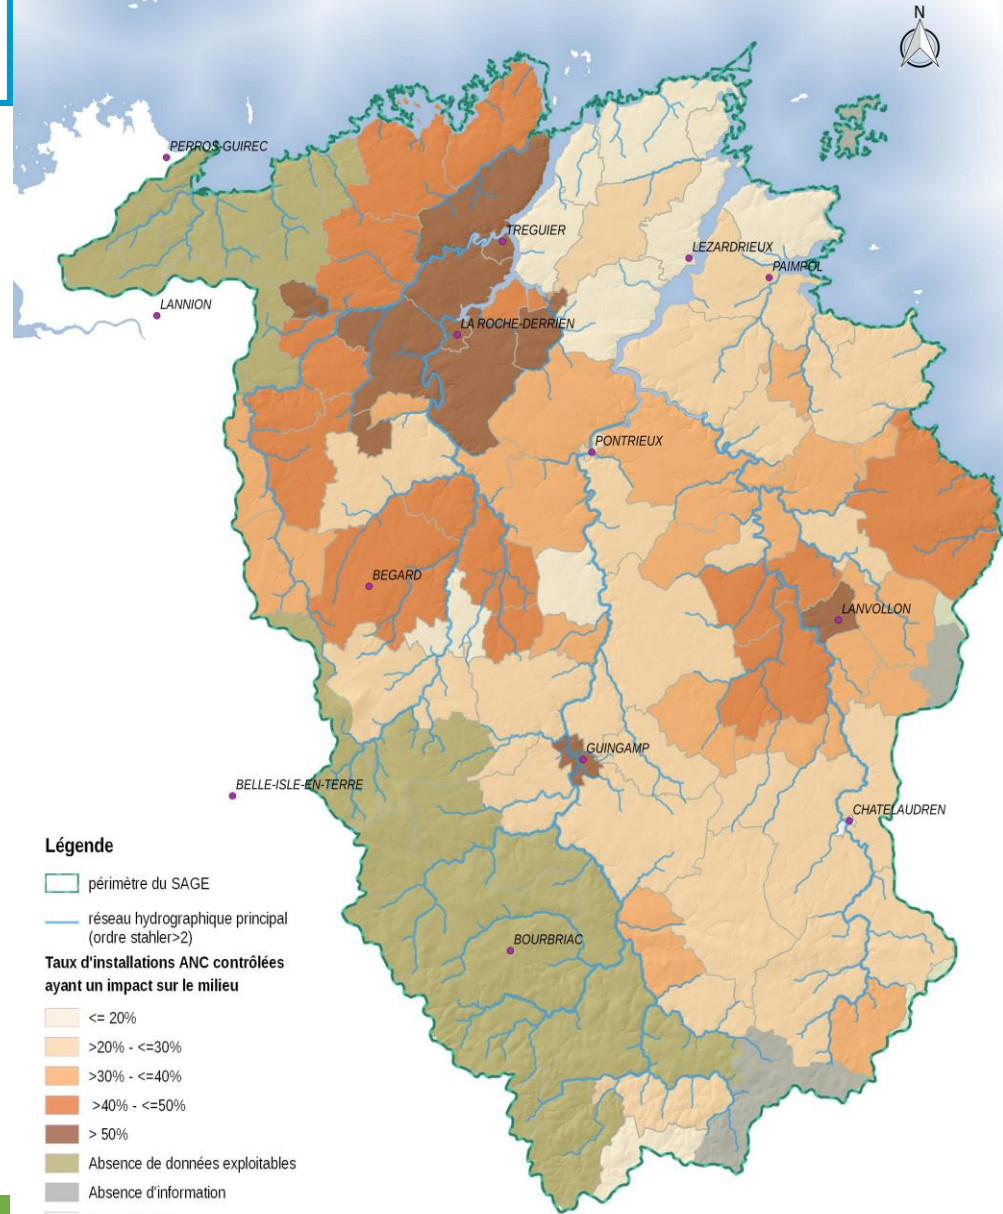 N
PERROS-GUIREC
TREGUIER
LEZARDRIEUX
PAIMPOL
LANNION
LA ROCHE-DERRIEN
PONTRIEUX
BEGARD
LANVOLLON
GUINGAMP
BELLE-ISLE-EN-TERRE
CHATELAUDREN
BOURBRIAC
Légende
périmètre du SAGE
réseau hydrographique principal
(ordre stahler>2)
Taux d'installations ANC contrôlées
ayant un impact sur le milieu
<= 20%
>20% - <=30%
>30% - <=40%
>40% - <=50%
> 50%
Absence de données exploitables
Absence d'information